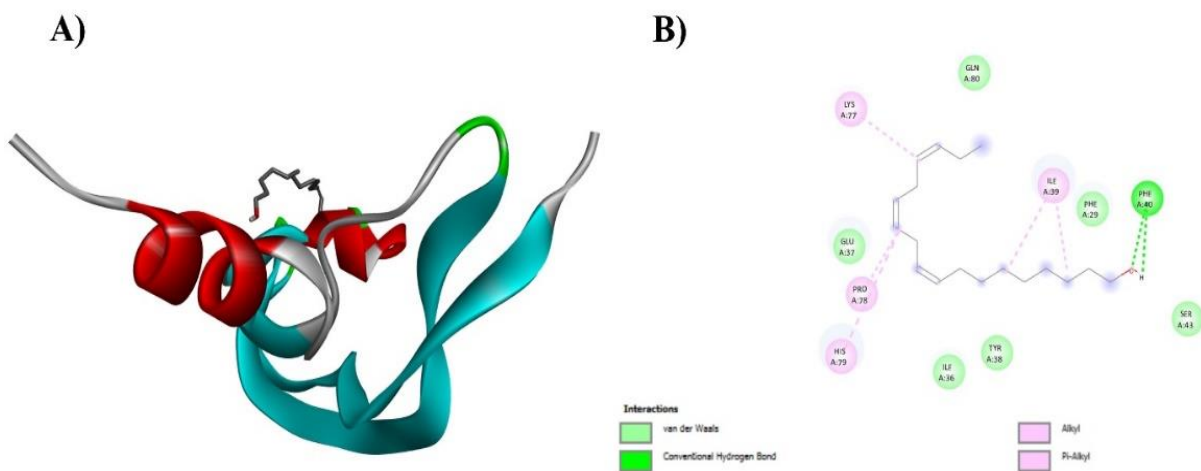 A)
B)
GLN
A:80
LYS
A:77
ILE
A:39
PHE
A:29
PHE
A:40
GLU
A:37
PRO
A:78
HIS
A:79
ILE
A:36
TYR
A:38
SER
A:43
O
H
Interactions
van der Waals
Conventional Hydrogen Bond
Alkyl
Pi-Alkyl